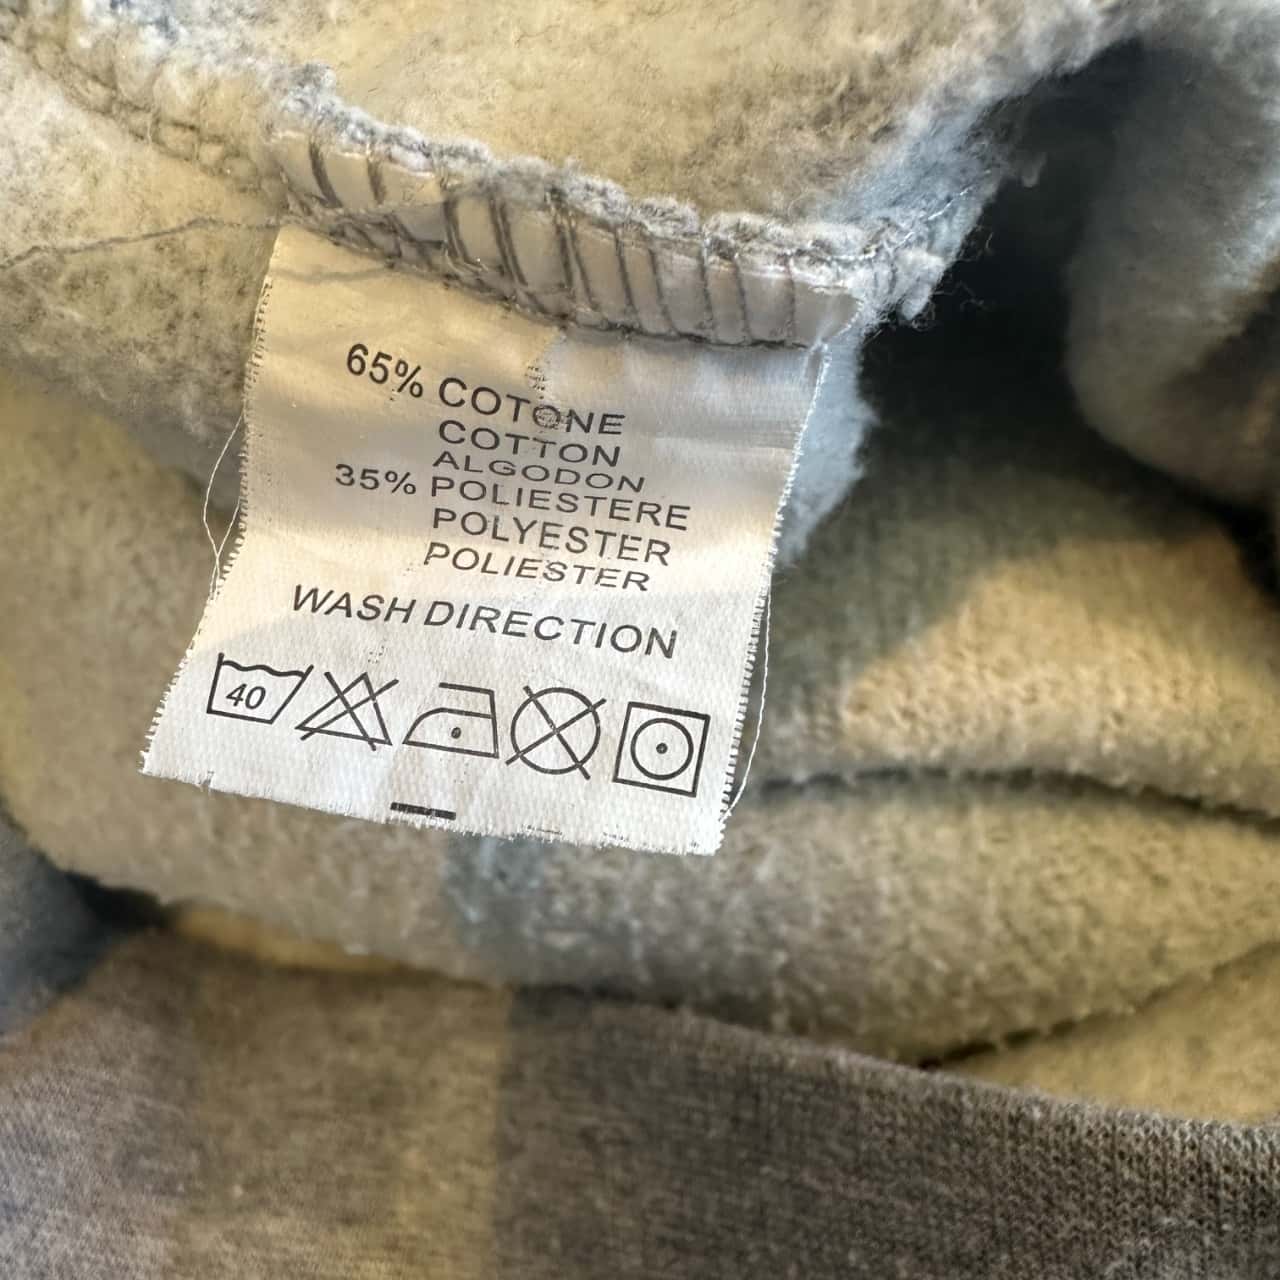 65% COTONE
COTTON
ALGODON
35% POLIESTERE
POLYESTER
POLIESTER
WASH DIRECTION
40